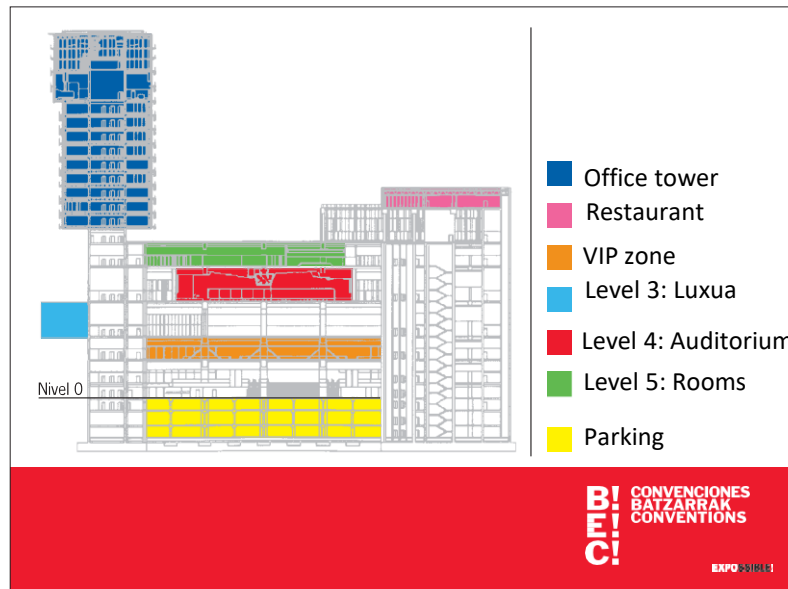 Office tower
Restaurant
VIP zone
Level 3: Luxua
Level 4: Auditorium
Level 5: Rooms
Nivel 0
Parking
B! CONVENCIONES
E! BATZARRAK
C! CONVENTIONS